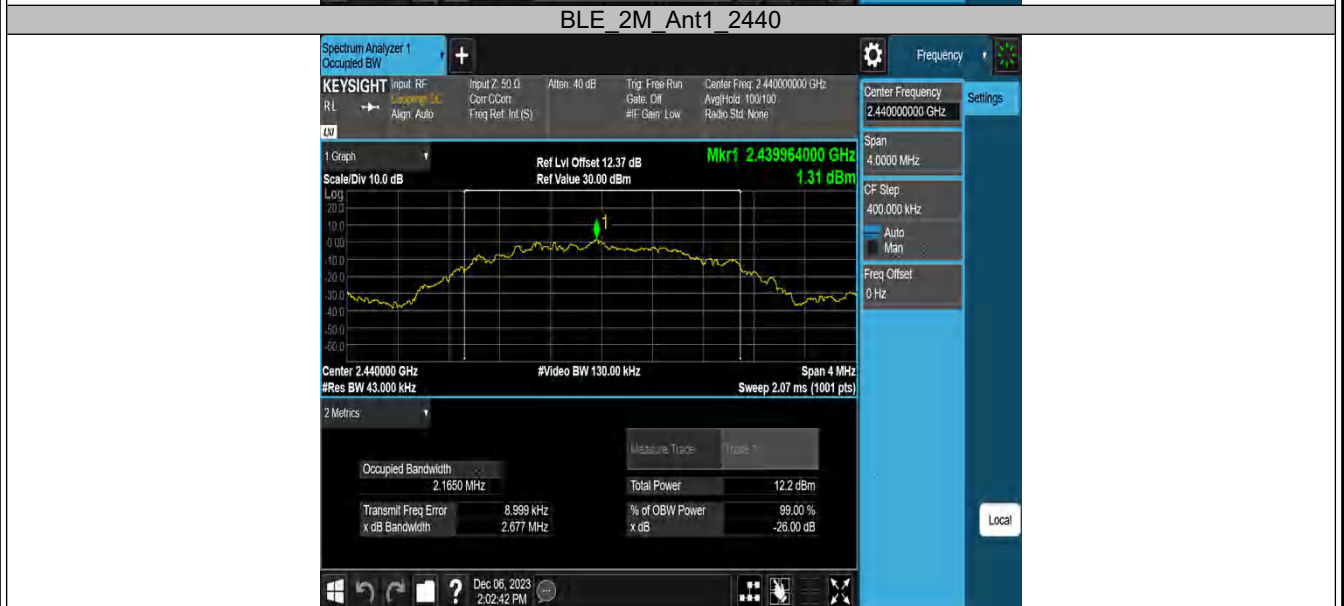 BLE_2M_Ant1_2440
Spectrum Analyzer 1
Occupied BW
+
Frequency
KEYSIGHT
Input: RF
Coupling: DC
Align: Auto
RL
LXI
Input Z: 50 Ω
Corr CCorr
Freq Ref: Int (S)
Atten: 40 dB
Trig: Free Run
Gate: Off
#IF Gain: Low
Center Freq: 2.440000000 GHz
Avg|Hold: 100/100
Radio Std: None
Center Frequency
2.440000000 GHz
Settings
Span
4.0000 MHz
CF Step
400.000 kHz
Auto
Man
Freq Offset
0 Hz
1 Graph
Scale/Div 10.0 dB
Ref Lvl Offset 12.37 dB
Ref Value 30.00 dBm
Mkr1 2.439964000 GHz
1.31 dBm
Log
20.0
10.0
0.00
-10.0
-20.0
-30.0
-40.0
-50.0
-60.0
1
Center 2.440000 GHz
#Res BW 43.000 kHz
#Video BW 130.00 kHz
Span 4 MHz
Sweep 2.07 ms (1001 pts)
2 Metrics
Measure Trace
Trace 1
Occupied Bandwidth
2.1650 MHz
Total Power 12.2 dBm
Transmit Freq Error 8.999 kHz
% of OBW Power 99.00 %
x dB Bandwidth 2.677 MHz
x dB -26.00 dB
Local
?
Dec 06, 2023
2:02:42 PM